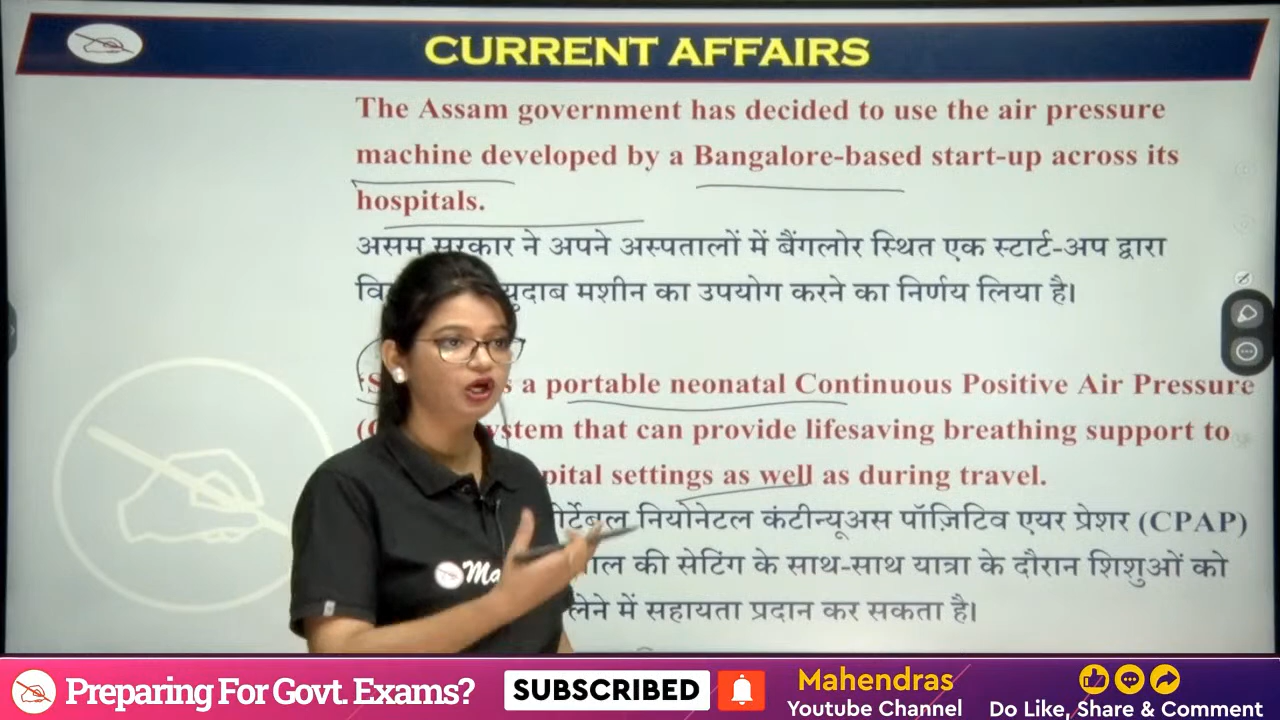 CURRENT AFFAIRS
The Assam government has decided to use the air pressure
machine developed by a Bangalore-based start-up across its
hospitals.
असम सरकार ने अपने अस्पतालों में बैंगलोर स्थित एक स्टार्ट-अप द्वारा
मशीन का उपयोग करने का निर्णय लिया है।
a portable neonatal Continuous Positive Air Pressure
that can provide lifesaving breathing support to
settings as well as during travel.
नियोनेटल कंटीन्यूअस पॉज़िटिव एयर प्रेशर (CPAP)
की सेटिंग के साथ-साथ यात्रा के दौरान शिशुओं को
लेने में सहायता प्रदान कर सकता है।
Preparing For Govt. Exams?
SUBSCRIBED
Mahendras
Youtube Channel
Do Like, Share & Comment